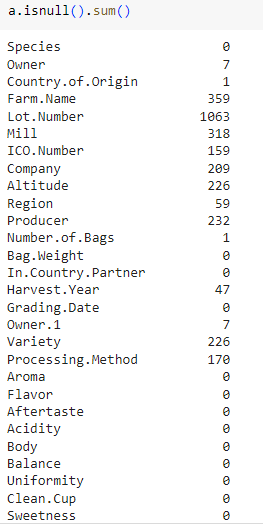 a.isnull().sum()
Species 0
Owner 7
Country.of.Origin 1
Farm.Name 359
Lot.Number 1063
Mill 318
ICO.Number 159
Company 209
Altitude 226
Region 59
Producer 232
Number.of.Bags 1
Bag.Weight 0
In.Country.Partner 0
Harvest.Year 47
Grading.Date 0
Owner.1 7
Variety 226
Processing.Method 170
Aroma 0
Flavor 0
Aftertaste 0
Acidity 0
Body 0
Balance 0
Uniformity 0
Clean.Cup 0
Sweetness 0